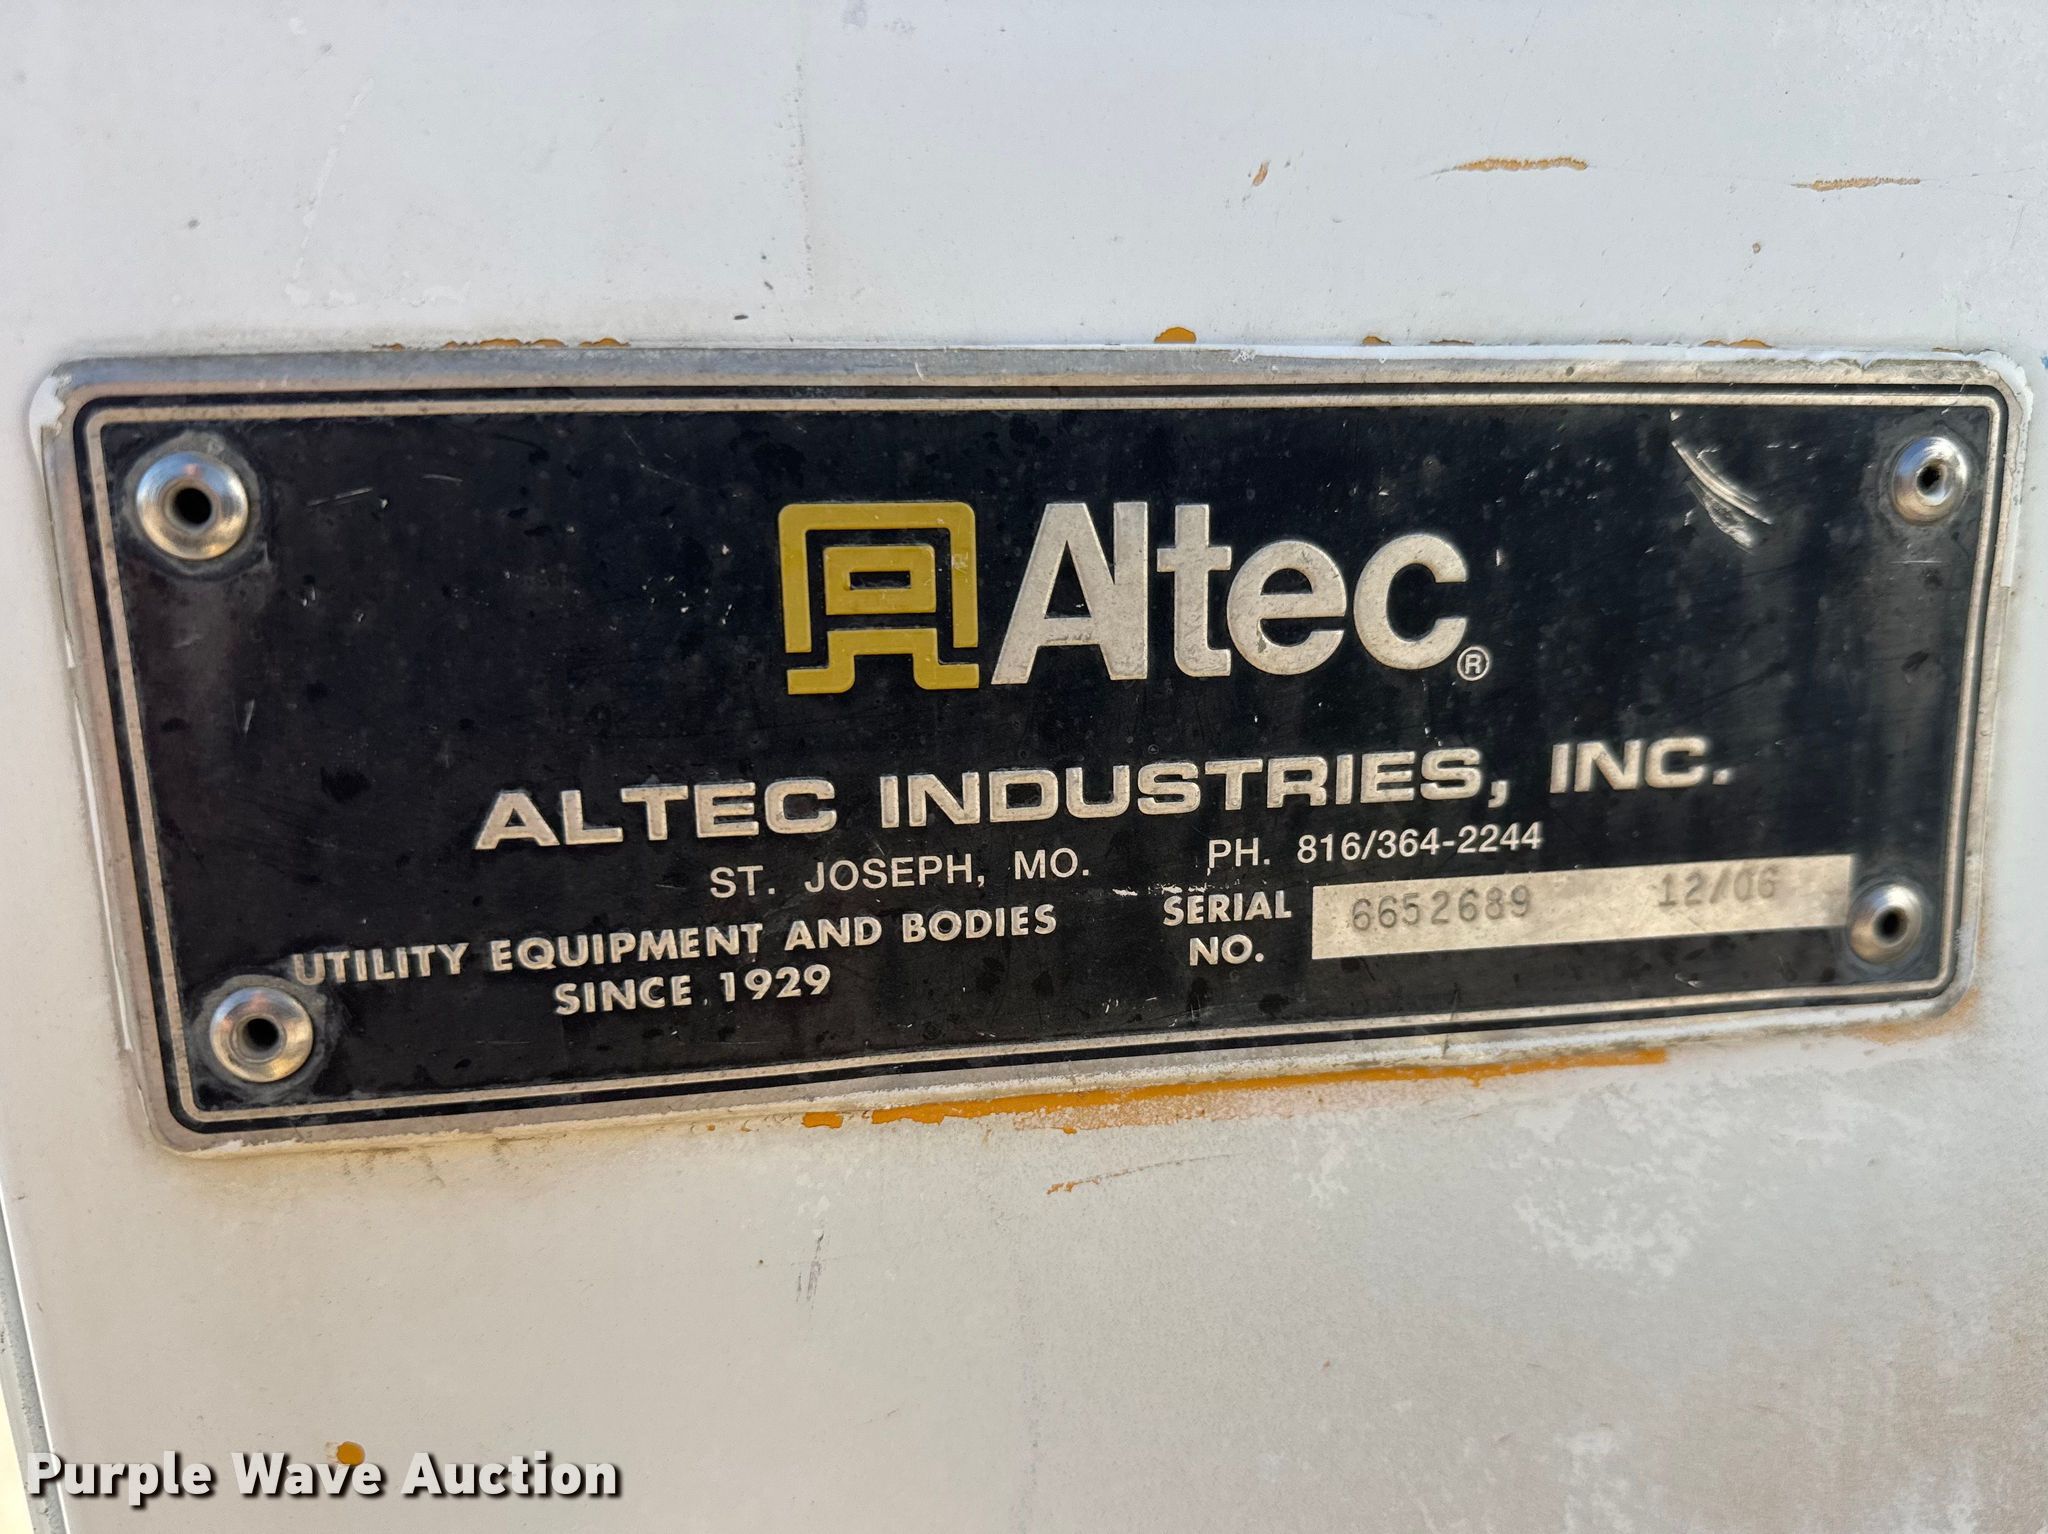 Altec®
ALTEC INDUSTRIES, INC.
ST. JOSEPH, MO. PH. 816/364-2244
UTILITY EQUIPMENT AND BODIES
SINCE 1929
SERIAL
NO.
6652689 12/06
Purple Wave Auction